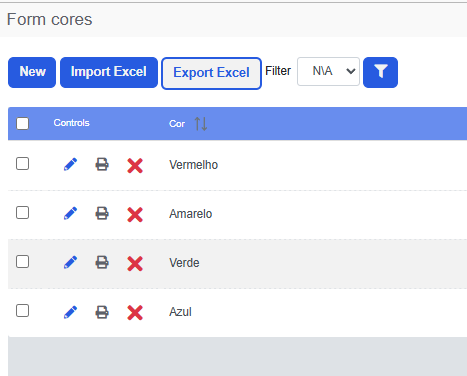 Form cores
New Import Excel Export Excel Filter N\A
Controls Cor
Vermelho
Amarelo
Verde
Azul